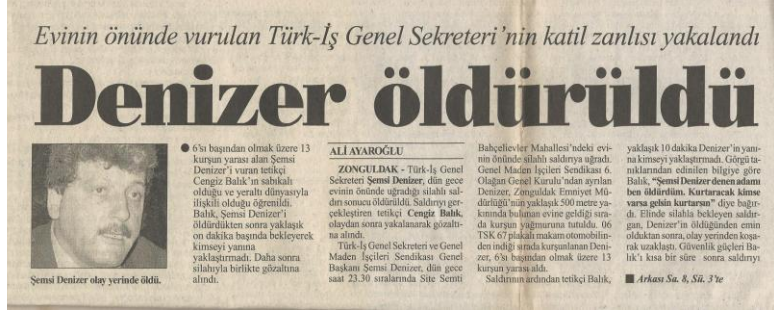 Evinin önünde vurulan Türk-İş Genel Sekreteri'nin katil zanlısı yakalandı
Denizer öldürüldü
Şemsi Denizer olay yerinde öldü.
● 6'sı başından olmak üzere 13
kurşun yarası alan Şemsi
Denizer'i vuran tetikçi
Cengiz Balık'ın sabıkalı
olduğu ve yeraltı dünyasıyla
ilişkili olduğu öğrenildi.
Balık, Şemsi Denizer'i
öldürdükten sonra yaklaşık
on dakika başında bekleyerek
kimseyi yanına
yaklaştırmadı. Daha sonra
silahıyla birlikte gözaltına
alındı.
ALİ AYAROĞLU
ZONGULDAK - Türk-İş Genel
Sekreteri Şemsi Denizer, dün gece
evinin önünde uğradığı silahlı sal-
dırı sonucu öldürüldü. Saldırıyı ger-
çekleştiren tetikçi Cengiz Balık,
olaydan sonra yakalanarak gözaltı-
na alındı.
Türk-İş Genel Sekreteri ve Genel
Maden İşçileri Sendikası Genel
Başkanı Şemsi Denizer, dün gece
saat 23.30 sıralarında Site Semti
Bahçelievler Mahallesi'ndeki evi-
nin önünde silahlı saldırıya uğradı.
Genel Maden İşçileri Sendikası 6.
Olağan Genel Kurulu'ndan ayrılan
Denizer, Zonguldak Emniyet Mü-
dürlüğü'nün yaklaşık 500 metre ya-
kınında bulunan evine geldiği sıra-
da kurşun yağmuruna tutuldu. 06
TSK 67 plakalı makam otomobilin-
den indiği sırada kurşunlanan Deni-
zer, 6'sı başından olmak üzere 13
kurşun yarası aldı.
Saldırının ardından tetikçi Balık,
yaklaşık 10 dakika Denizer'in yanı-
na kimseyi yaklaştırmadı. Görgü ta-
nıklarından edinilen bilgiye göre
Balık, "Şemsi Denizer denen adamı
ben öldürdüm. Kurtaracak kimse
varsa gelsin kurtarsın" diye bağır-
dı. Elinde silahla bekleyen saldır-
gan, Denizer'in öldüğünden emin
olduktan sonra, olay yerinden koşa-
rak uzaklaştı. Güvenlik güçleri Ba-
lık'ı kısa bir süre sonra saldırıyı
■ Arkası Sa. 8, Sü. 3'te